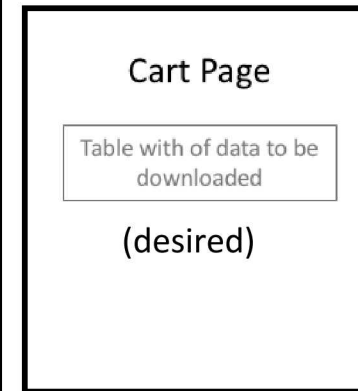 Cart Page
Table with of data to be
downloaded
(desired)